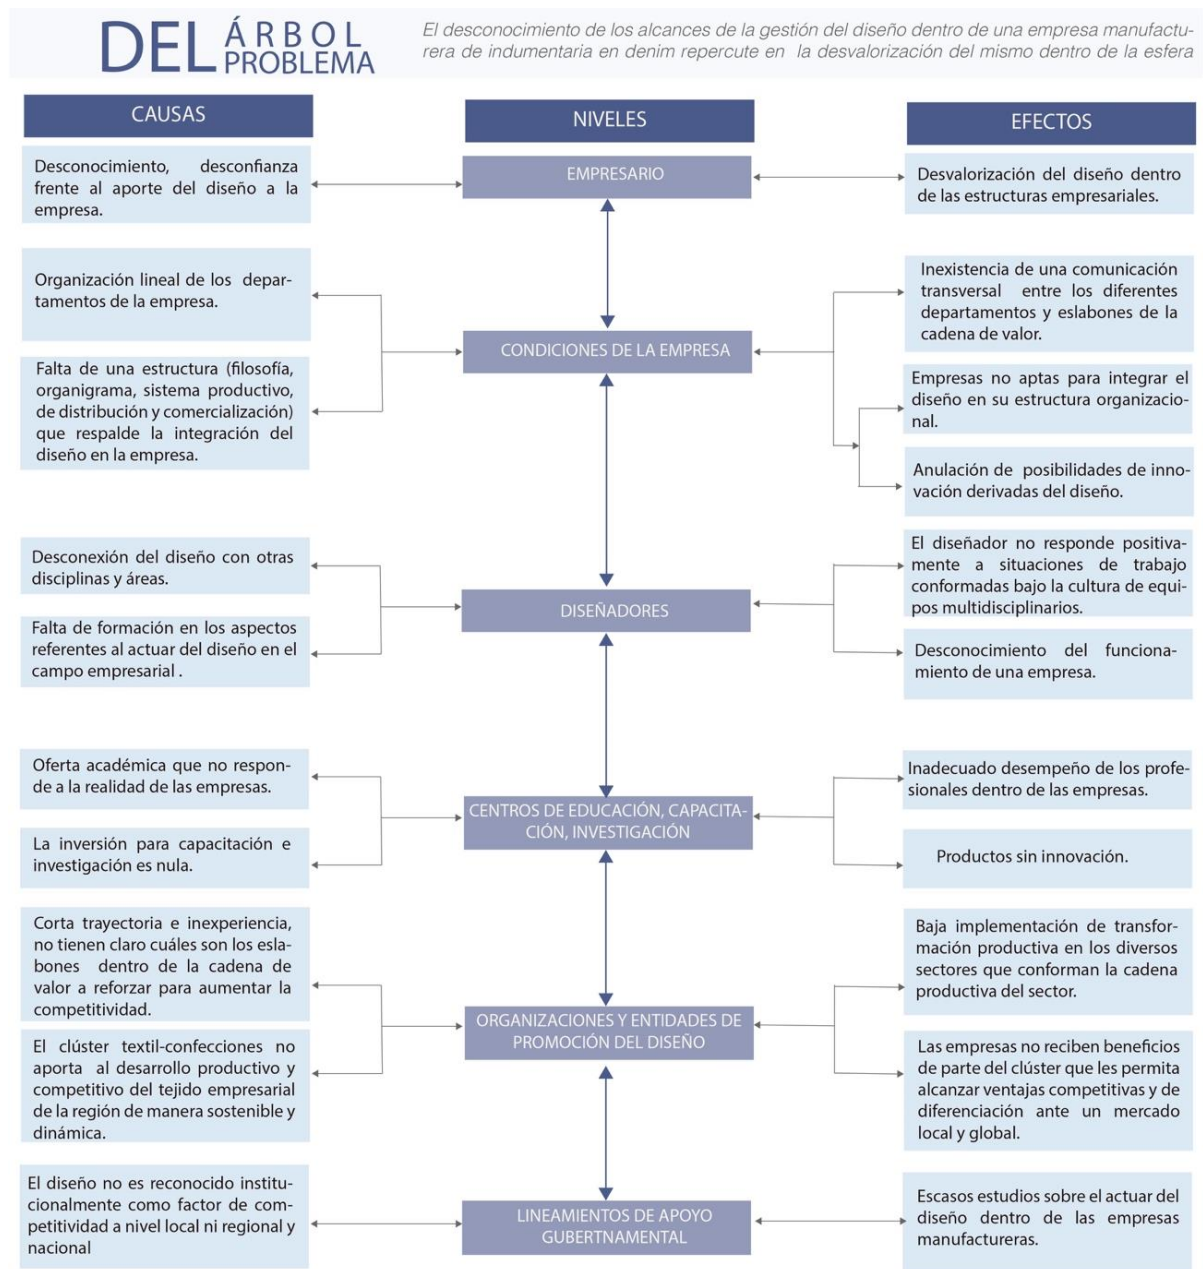 DEL ÁRBOL
PROBLEMA
El desconocimiento de los alcances de la gestión del diseño dentro de una empresa manufactu-
rera de indumentaria en denim repercute en la desvalorización del mismo dentro de la esfera
CAUSAS
NIVELES
EFECTOS
Desconocimiento, desconfianza
frente al aporte del diseño a la
empresa.
EMPRESARIO
Desvalorización del diseño dentro
de las estructuras empresariales.
Organización lineal de los depar-
tamentos de la empresa.
Falta de una estructura (filosofía,
organigrama, sistema productivo,
de distribución y comercialización)
que respalde la integración del
diseño en la empresa.
CONDICIONES DE LA EMPRESA
Inexistencia de una comunicación
transversal entre los diferentes
departamentos y eslabones de la
cadena de valor.
Empresas no aptas para integrar el
diseño en su estructura organizacio-
nal.
Anulación de posibilidades de inno-
vación derivadas del diseño.
Desconexión del diseño con otras
disciplinas y áreas.
Falta de formación en los aspectos
referentes al actuar del diseño en el
campo empresarial .
DISEÑADORES
El diseñador no responde positiva-
mente a situaciones de trabajo
conformadas bajo la cultura de equi-
pos multidisciplinarios.
Desconocimiento del funciona-
miento de una empresa.
Oferta académica que no respon-
de a la realidad de las empresas.
La inversión para capacitación e
investigación es nula.
CENTROS DE EDUCACIÓN, CAPACITA-
CIÓN, INVESTIGACIÓN
Inadecuado desempeño de los profe-
sionales dentro de las empresas.
Productos sin innovación.
Corta trayectoria e inexperiencia,
no tienen claro cuáles son los esla-
bones dentro de la cadena de
valor a reforzar para aumentar la
competitividad.
El clúster textil-confecciones no
aporta al desarrollo productivo y
competitivo del tejido empresarial
de la región de manera sostenible y
dinámica.
ORGANIZACIONES Y ENTIDADES DE
PROMOCIÓN DEL DISEÑO
Baja implementación de transfor-
mación productiva en los diversos
sectores que conforman la cadena
productiva del sector.
Las empresas no reciben beneficios
de parte del clúster que les permita
alcanzar ventajas competitivas y de
diferenciación ante un mercado
local y global.
El diseño no es reconocido institu-
cionalmente como factor de com-
petitividad a nivel local ni regional y
nacional
LINEAMIENTOS DE APOYO
GUBERTNAMENTAL
Escasos estudios sobre el actuar del
diseño dentro de las empresas
manufactureras.